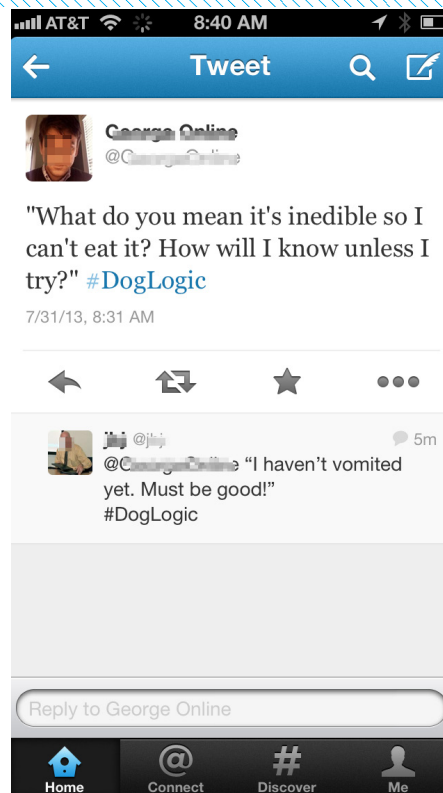 AT&T 8:40 AM
Tweet
"What do you mean it's inedible so I
can't eat it? How will I know unless I
try?" #DogLogic
7/31/13, 8:31 AM
5m
“I haven’t vomited
yet. Must be good!”
#DogLogic
Reply to George Online
Home Connect Discover Me